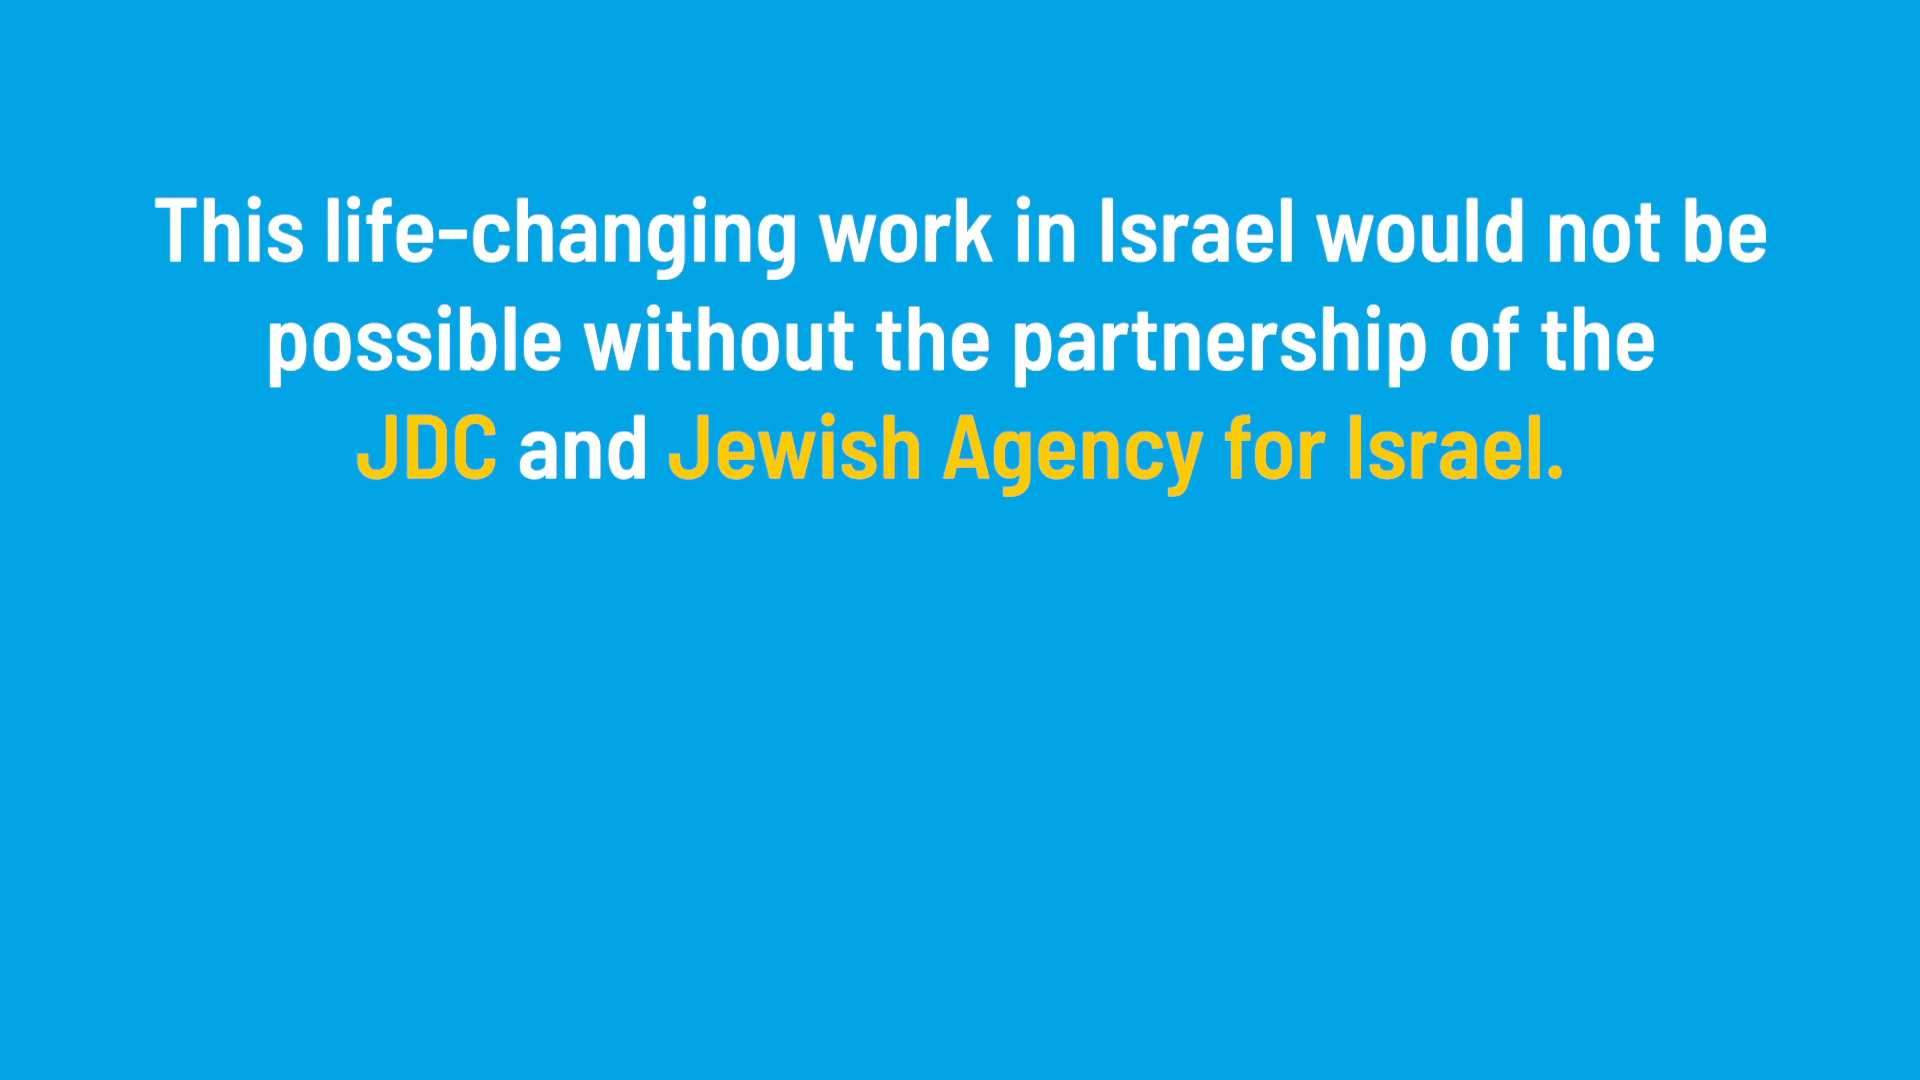 This life-changing work in Israel would not be
possible without the partnership of the
JDC and Jewish Agency for Israel.